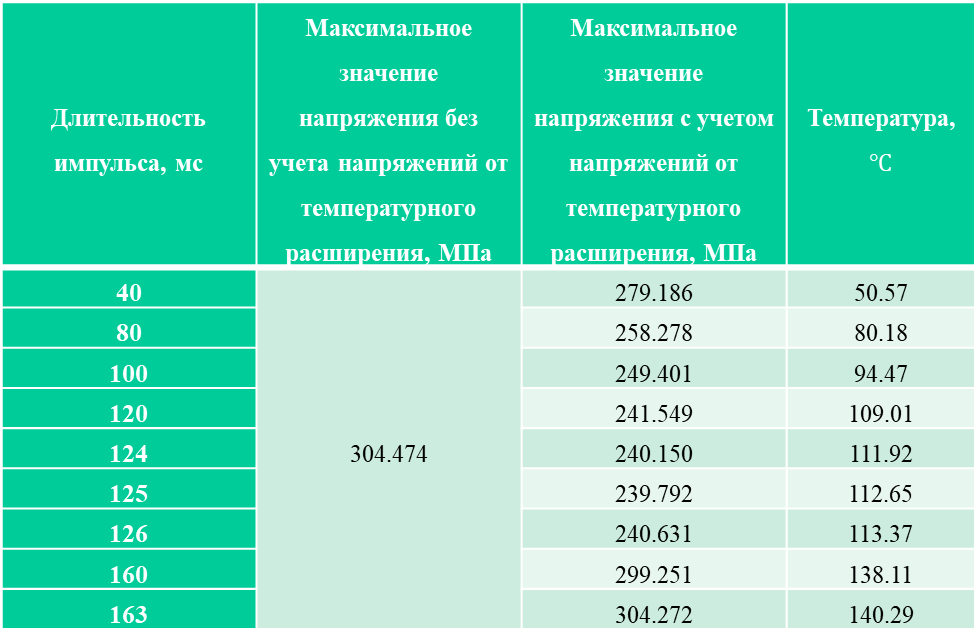 Длительность
импульса, мс
Максимальное
значение
напряжения без
учета напряжений от
температурного
расширения, МПа
Максимальное
значение
напряжения с учетом
напряжений от
температурного
расширения, МПа
Температура,
℃
40
304.474
279.186
50.57
80
258.278
80.18
100
249.401
94.47
120
241.549
109.01
124
240.150
111.92
125
239.792
112.65
126
240.631
113.37
160
299.251
138.11
163
304.272
140.29